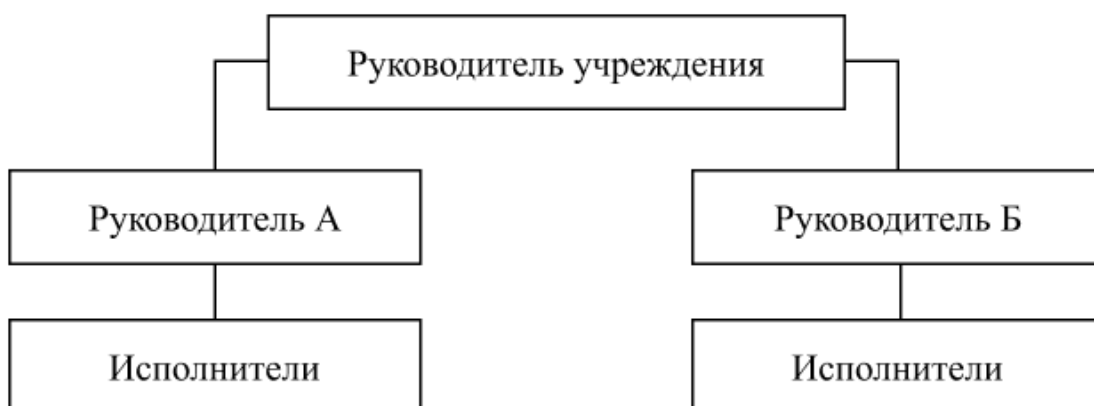 Руководитель учреждения
Руководитель А
Руководитель Б
Исполнители
Исполнители